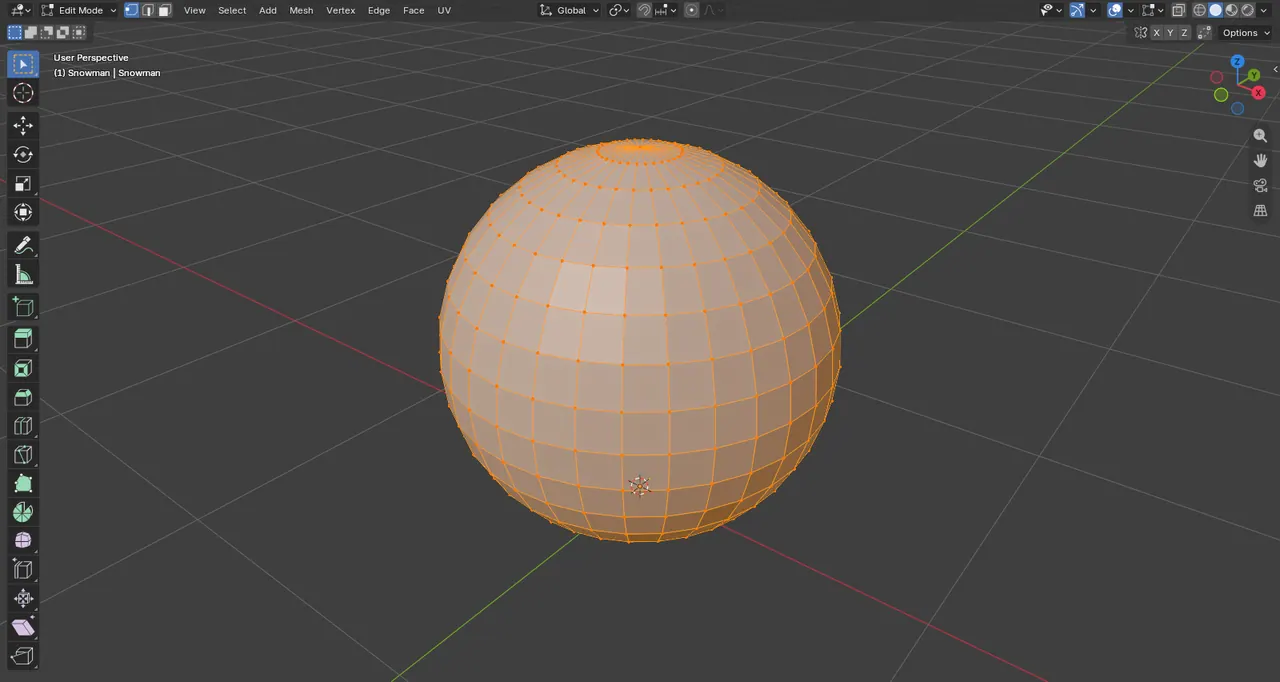 Edit Mode View Select Add Mesh Vertex Edge Face UV Global
X Y Z Options
User Perspective
(1) Snowman | Snowman
Z
Y
X